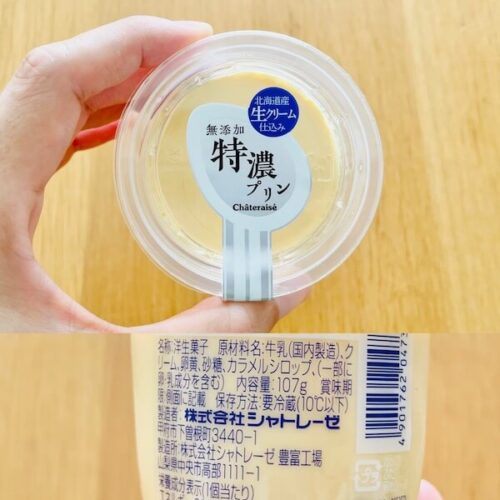 北海道産
生クリーム
仕込み
無添加
特濃
プリン
Châteraisé
名称:洋生菓子 原材料名:牛乳(国内製造)、ク
リーム、卵黄、砂糖、カラメルシロップ、(一部に
卵・乳成分を含む) 内容量:107g 賞味期
限:側面に記載 保存方法:要冷蔵(10℃以下)
製造者:株式会社シャトレーゼ
甲府市下曽根町3440-1
製造所:シャトレーゼ 豊富工場
山梨県中央市高部1111-1
栄養成分表示(1個当たり)
4901762 0473